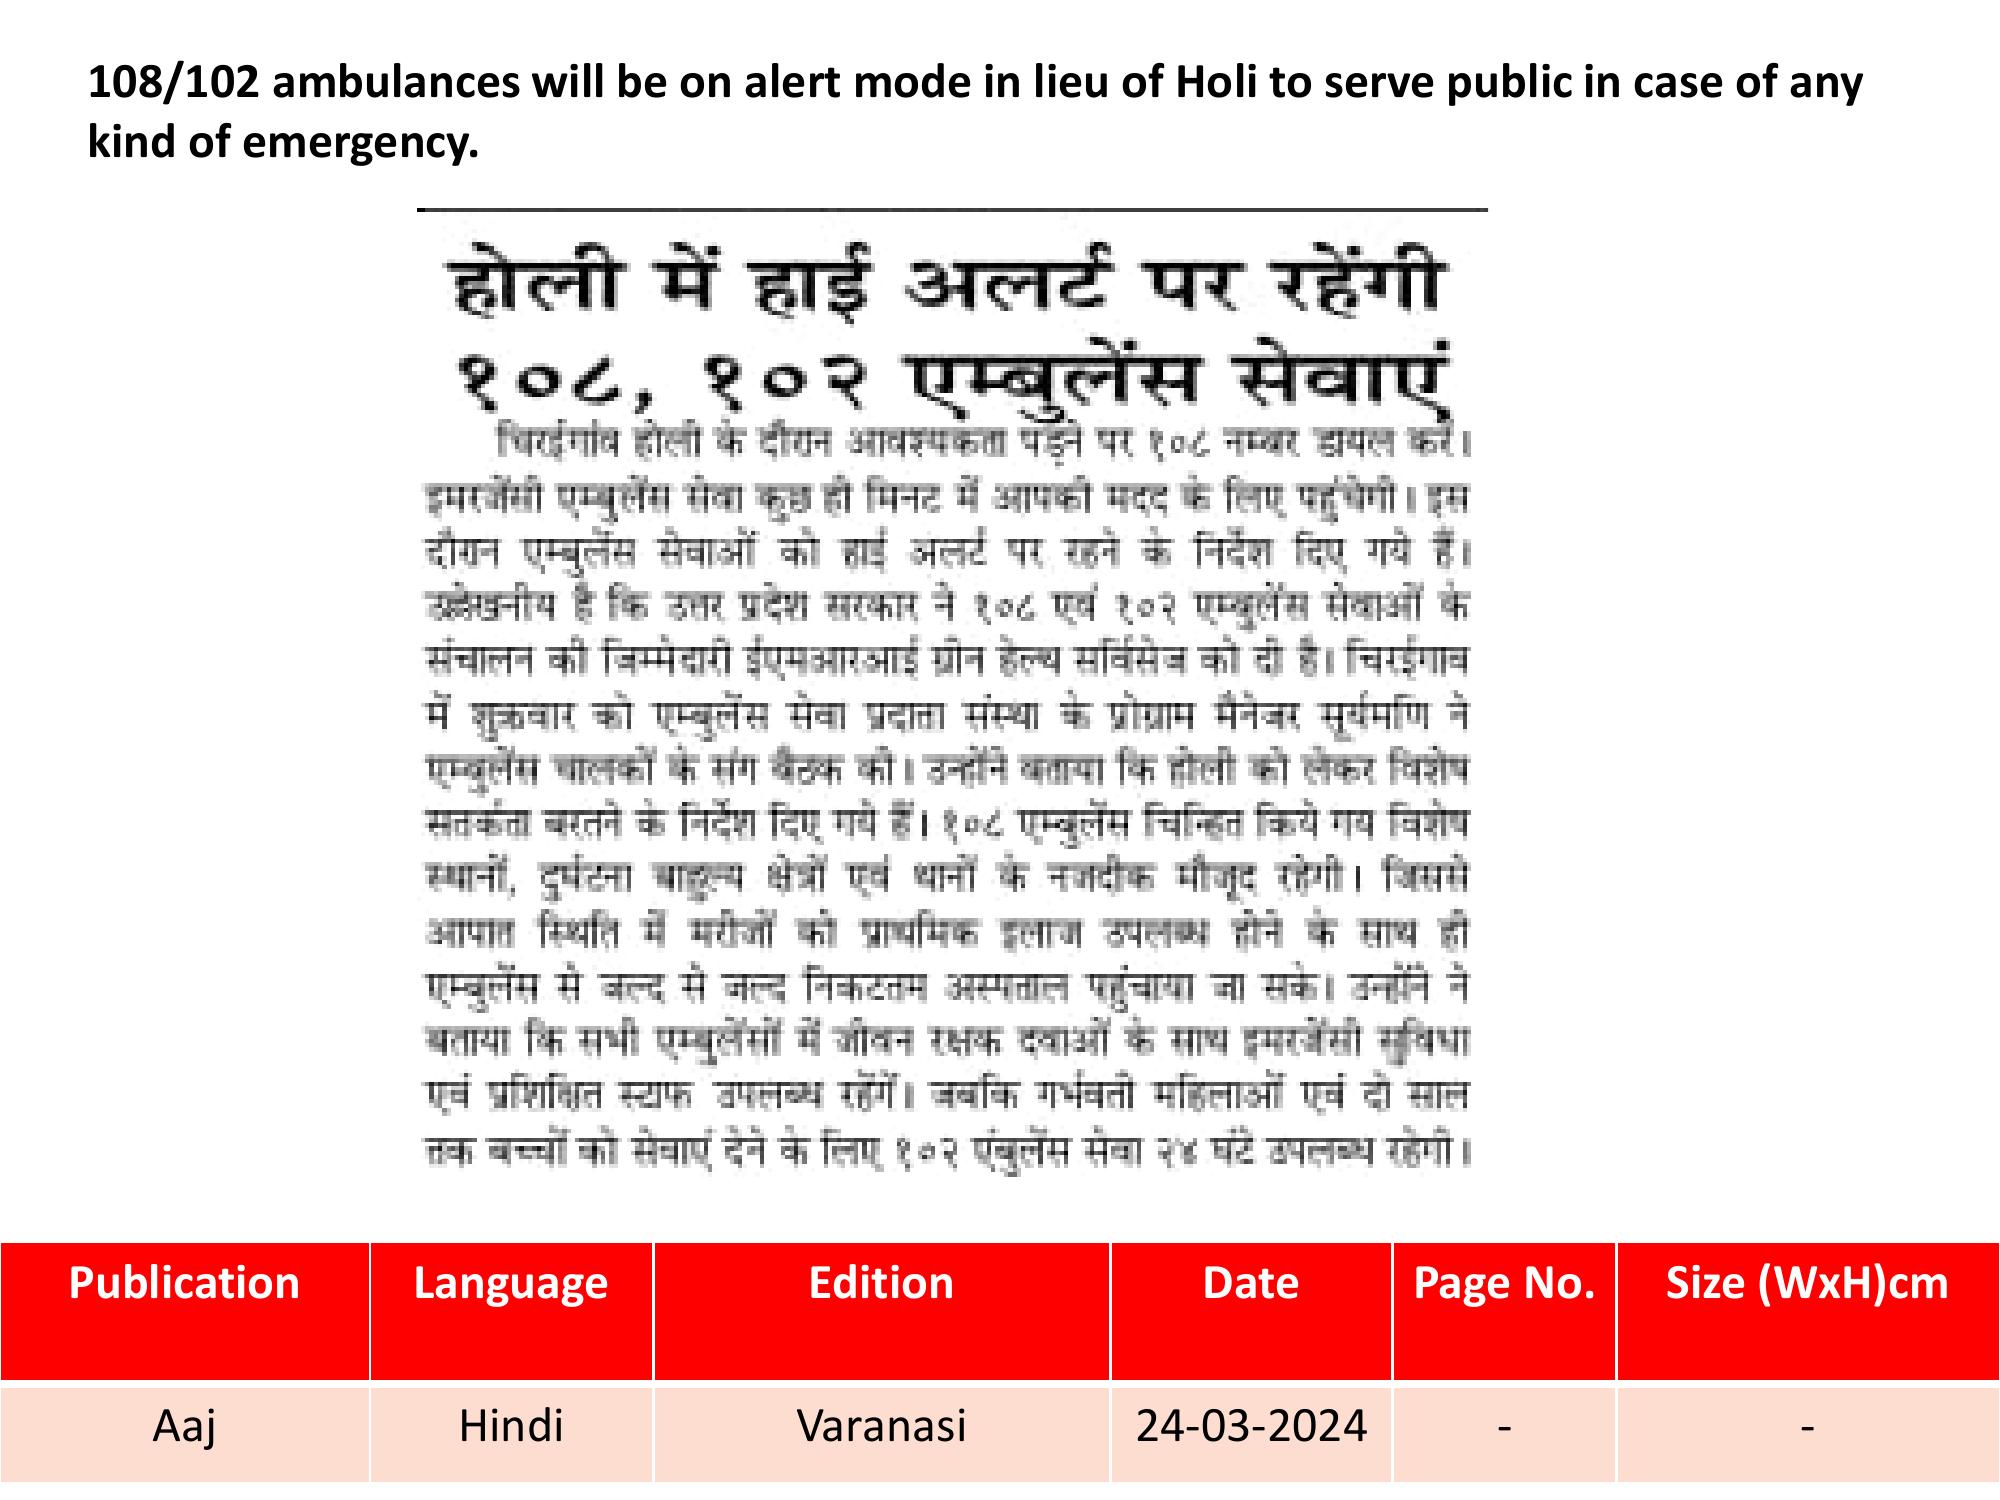 108/102 ambulances will be on alert mode in lieu of Holi to serve public in case of any
kind of emergency.
होली में हाई अलर्ट पर रहेंगी
१०८, १०२ एम्बुलेंस सेवाएं
चिरईगांव होली के दौरान आवश्यकता पड़ने पर १०८ नम्बर डायल करें।
इमरजेंसी एम्बुलेंस सेवा कुछ ही मिनट में आपकी मदद के लिए पहुंचेगी। इस
दौरान एम्बुलेंस सेवाओं को हाई अलर्ट पर रहने के निर्देश दिए गये हैं।
उल्लेखनीय है कि उत्तर प्रदेश सरकार ने १०८ एवं १०२ एम्बुलेंस सेवाओं के
संचालन की जिम्मेदारी ईएमआरआई ग्रीन हेल्थ सर्विसेज को दी है। चिरईगाव
में शुक्रवार को एम्बुलेंस सेवा प्रदाता संस्था के प्रोग्राम मैनेजर सूर्यमणि ने
एम्बुलेंस चालकों के संग बैठक की। उन्होंने बताया कि होली को लेकर विशेष
सतर्कता बरतने के निर्देश दिए गये हैं। १०८ एम्बुलेंस चिन्हित किये गय विशेष
स्थानों, दुर्घटना बाहुल्य क्षेत्रों एवं थानों के नजदीक मौजूद रहेगी। जिससे
आपात स्थिति में मरीजों को प्राथमिक इलाज उपलब्ध होने के साथ ही
एम्बुलेंस से जल्द से जल्द निकटतम अस्पताल पहुंचाया जा सके। उन्होंने ने
बताया कि सभी एम्बुलेंसों में जीवन रक्षक दवाओं के साथ इमरजेंसी सुविधा
एवं प्रशिक्षित स्टाफ उपलब्ध रहेंगें। जबकि गर्भवती महिलाओं एवं दो साल
तक बच्चों को सेवाएं देने के लिए १०२ एंबुलेंस सेवा २४ घंटे उपलब्ध रहेगी।
Publication Language Edition Date Page No. Size (WxH)cm
Aaj Hindi Varanasi 24-03-2024 - -